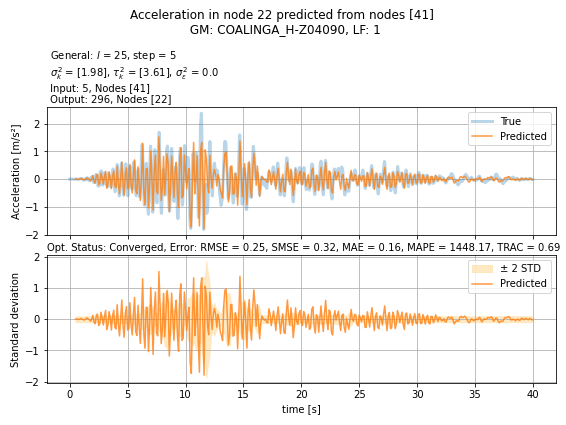 Acceleration in node 22 predicted from nodes [41]
GM: COALINGA_H-Z04090, LF: 1
General: l = 25, step = 5
σ²ₖ = [1.98], τ²ₖ = [3.61], σ²ε = 0.0
Input: 5, Nodes [41]
Output: 296, Nodes [22]
Acceleration [m/s²]
2
1
0
−1
−2
True
Predicted
Opt. Status: Converged, Error: RMSE = 0.25, SMSE = 0.32, MAE = 0.16, MAPE = 1448.17, TRAC = 0.69
Standard deviation
2
1
0
−1
−2
± 2 STD
Predicted
0 5 10 15 20 25 30 35 40
time [s]